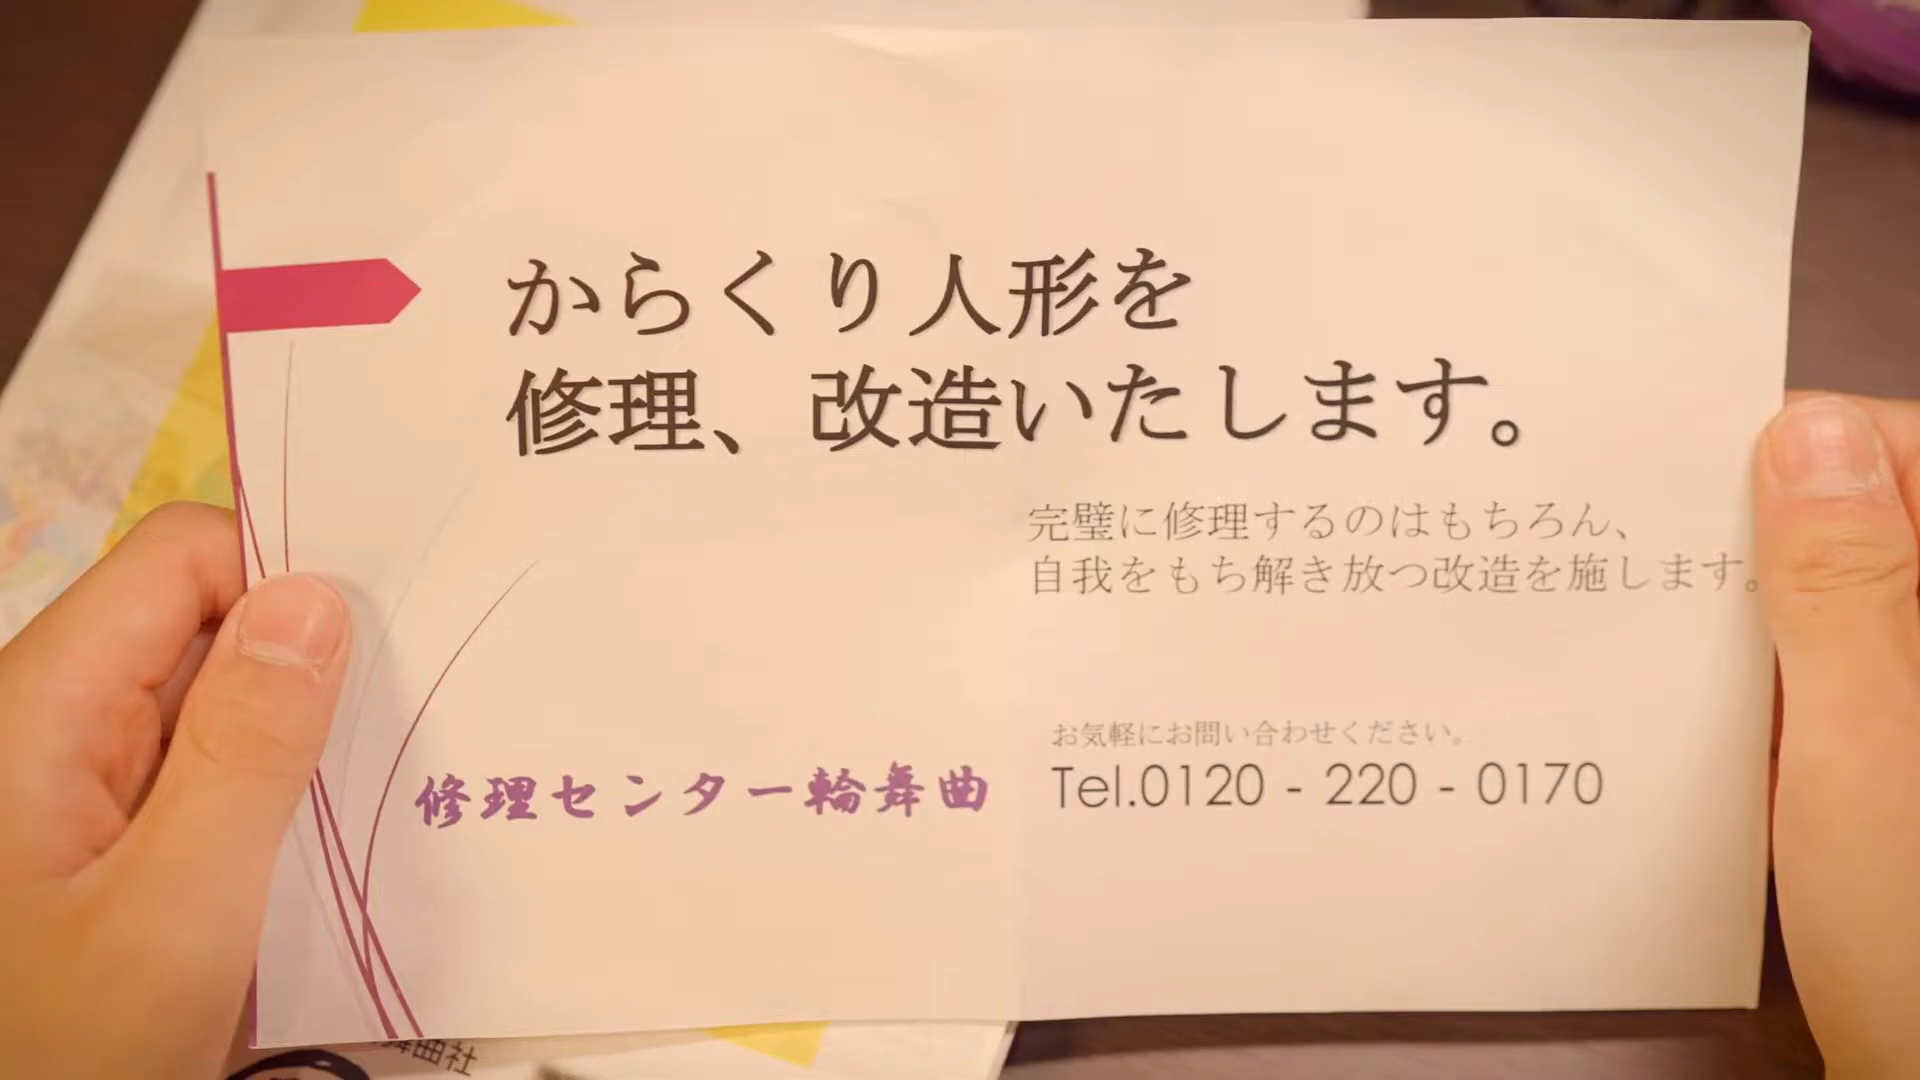 からくり人形を
修理、改造いたします。
完璧に修理するのはもちろん、
自我をもち解き放つ改造を施します。
お気軽にお問い合わせください。
修理センター輪舞曲
Tel.0120 - 220 - 0170
舞曲社